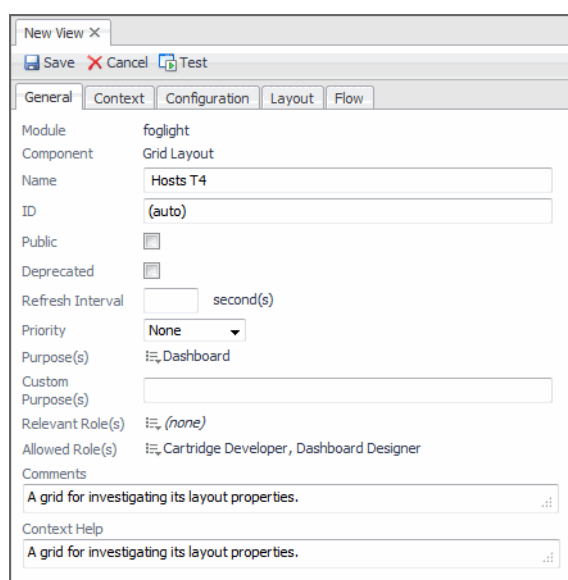 New View
Save Cancel Test
General Context Configuration Layout Flow
Module foglight
Component Grid Layout
Name Hosts T4
ID (auto)
Public
Deprecated
Refresh Interval second(s)
Priority None
Purpose(s) Dashboard
Custom
Purpose(s)
Relevant Role(s) (none)
Allowed Role(s) Cartridge Developer, Dashboard Designer
Comments
A grid for investigating its layout properties.
Context Help
A grid for investigating its layout properties.